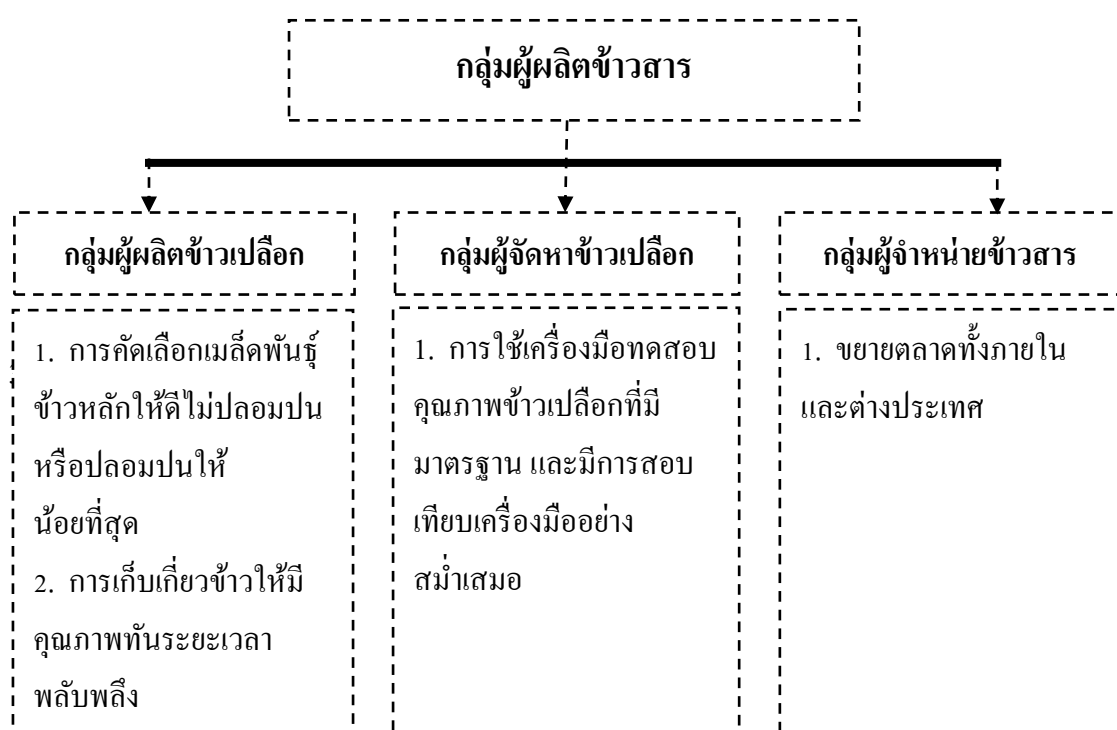 กลุ่มผู้ผลิตข้าวสาร
กลุ่มผู้ผลิตข้าวเปลือก
1. การคัดเลือกเมล็ดพันธุ์
ข้าวหลักให้ดีไม่ปลอมปน
หรือปลอมปนให้
น้อยที่สุด
2. การเก็บเกี่ยวข้าวให้มี
คุณภาพทันระยะเวลา
พลับพลึง
กลุ่มผู้จัดหาข้าวเปลือก
1. การใช้เครื่องมือทดสอบ
คุณภาพข้าวเปลือกที่มี
มาตรฐาน และมีการสอบ
เทียบเครื่องมืออย่าง
สม่ำเสมอ
กลุ่มผู้จำหน่ายข้าวสาร
1. ขยายตลาดทั้งภายใน
และต่างประเทศ